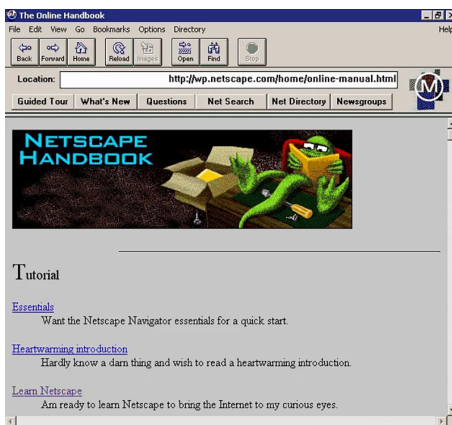 The Online Handbook
File Edit View Go Bookmarks Options Directory Help
Back Forward Home Reload Images Open Find Stop
Location: http://wp.netscape.com/home/online-manual.html
Guided Tour What's New Questions Net Search Net Directory Newsgroups
M
NETSCAPE
HANDBOOK
Tutorial
Essentials
Want the Netscape Navigator essentials for a quick start.
Heartwarming introduction
Hardly know a darn thing and wish to read a heartwarming introduction.
Learn Netscape
Am ready to learn Netscape to bring the Internet to my curious eyes.